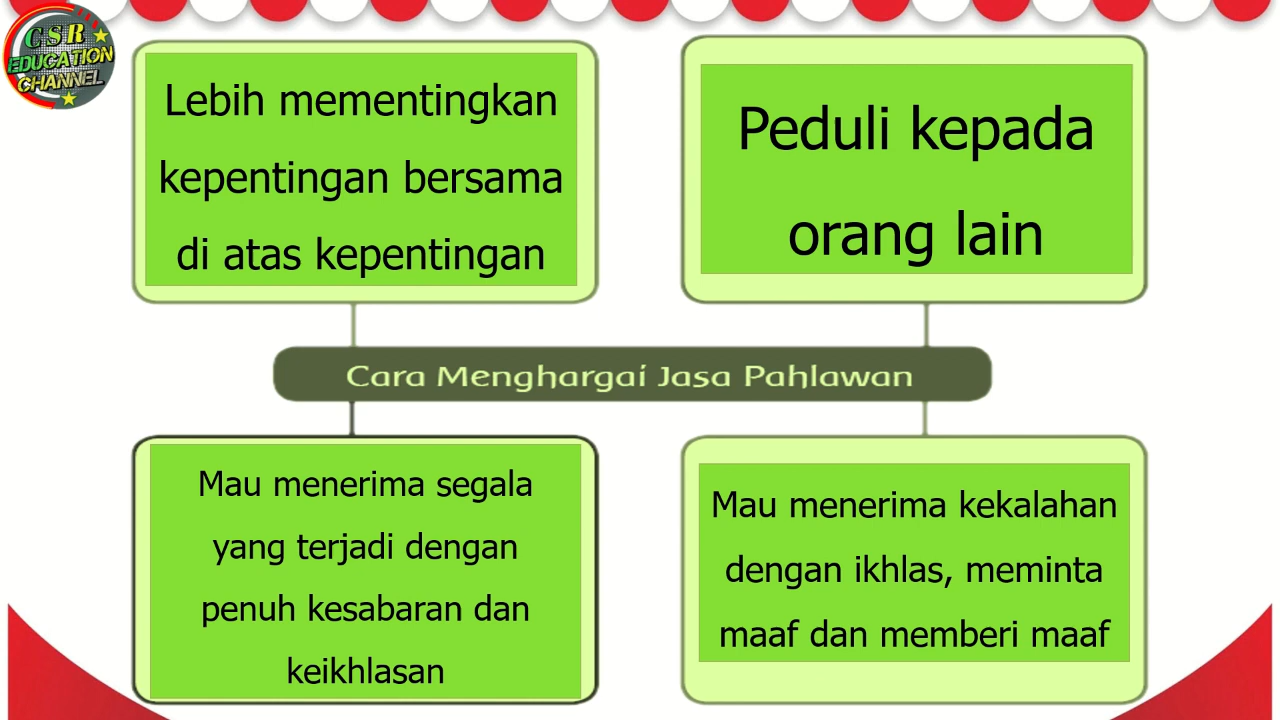 CSR
EDUCATION
CHANNEL
Lebih mementingkan
kepentingan bersama
di atas kepentingan
Peduli kepada
orang lain
Cara Menghargai Jasa Pahlawan
Mau menerima segala
yang terjadi dengan
penuh kesabaran dan
keikhlasan
Mau menerima kekalahan
dengan ikhlas, meminta
maaf dan memberi maaf